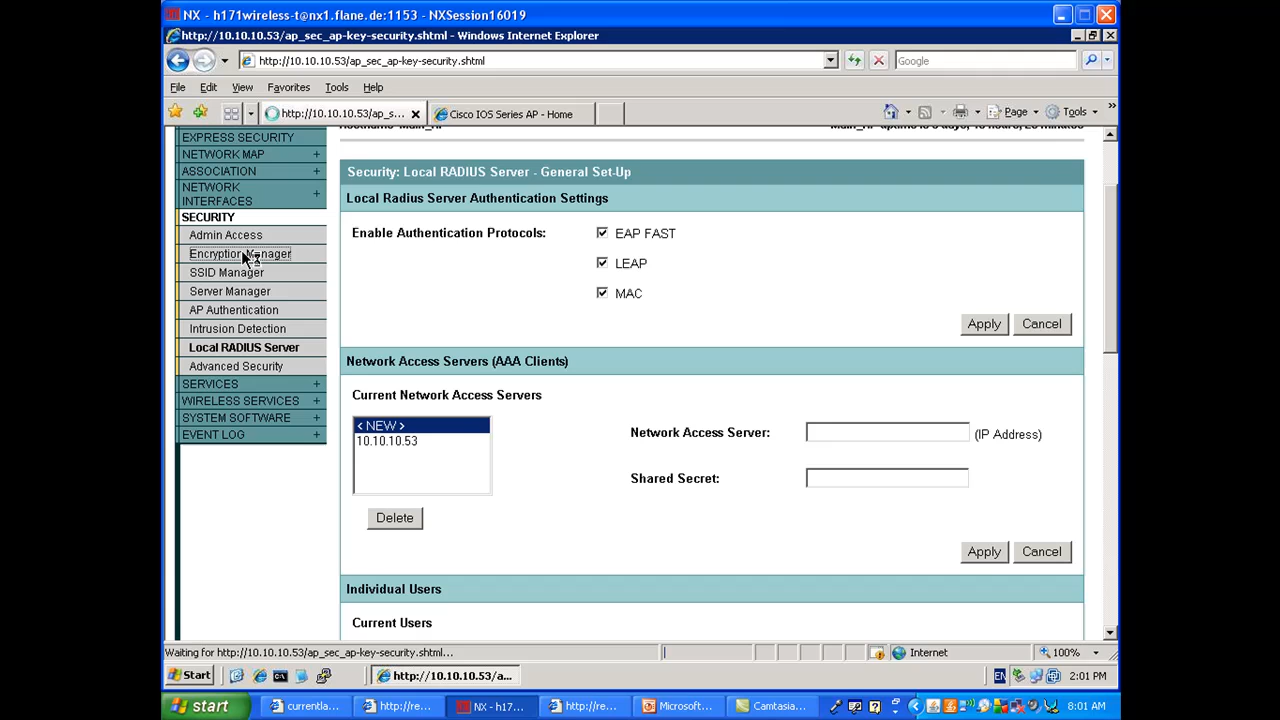 NX - h171wireless-t@nx1.flane.de:1153 - NXSession16019
http://10.10.10.53/ap_sec_ap-key-security.shtml - Windows Internet Explorer
http://10.10.10.53/ap_sec_ap-key-security.shtml
Google
File Edit View Favorites Tools Help
http://10.10.10.53/ap_s... Cisco IOS Series AP - Home Page Tools
EXPRESS SECURITY
NETWORK MAP +
ASSOCIATION +
NETWORK INTERFACES +
SECURITY
Admin Access
Encryption Manager
SSID Manager
Server Manager
AP Authentication
Intrusion Detection
Local RADIUS Server
Advanced Security
SERVICES +
WIRELESS SERVICES +
SYSTEM SOFTWARE +
EVENT LOG +
Security: Local RADIUS Server - General Set-Up
Local Radius Server Authentication Settings
Enable Authentication Protocols: EAP FAST
LEAP
MAC
Apply Cancel
Network Access Servers (AAA Clients)
Current Network Access Servers
< NEW >
10.10.10.53
Network Access Server: (IP Address)
Shared Secret:
Delete
Apply Cancel
Individual Users
Current Users
Waiting for http://10.10.10.53/ap_sec_ap-key-security.shtml... Internet 100%
Start http://10.10.10.53/a... EN 2:01 PM
start currentla... http://re... NX - h17... http://re... Microsoft... Camtasia... 8:01 AM